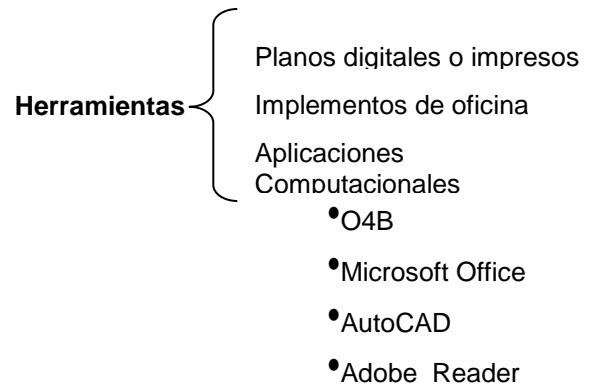 Planos digitales o impresos
Herramientas
Implementos de oficina
Aplicaciones
Computacionales
•O4B
•Microsoft Office
•AutoCAD
•Adobe Reader